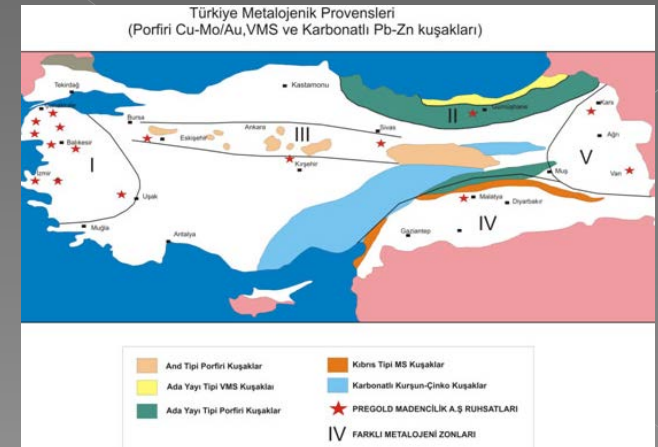 Türkiye Metalojenik Provensleri
(Porfiri Cu-Mo/Au,VMS ve Karbonatlı Pb-Zn kuşakları)
Tekirdağ
Kastamonu
Bursa
Eskişehir
Ankara
III
Sivas
II
Gümüşhane
Kars
Ağrı
Balıkesir
I
Kırşehir
V
İzmir
Uşak
Muş
Van
Malatya
Diyarbakır
Muğla
Antalya
Gaziantep
IV
And Tipi Porfiri Kuşaklar
Ada Yayı Tipi VMS Kuşakları
Ada Yayı Tipi Porfiri Kuşaklar
Kıbrıs Tipi MS Kuşaklar
Karbonatlı Kurşun-Çinko Kuşaklar
PREGOLD MADENCİLİK A.Ş RUHSATLARI
IV FARKLI METALOJENİ ZONLARI